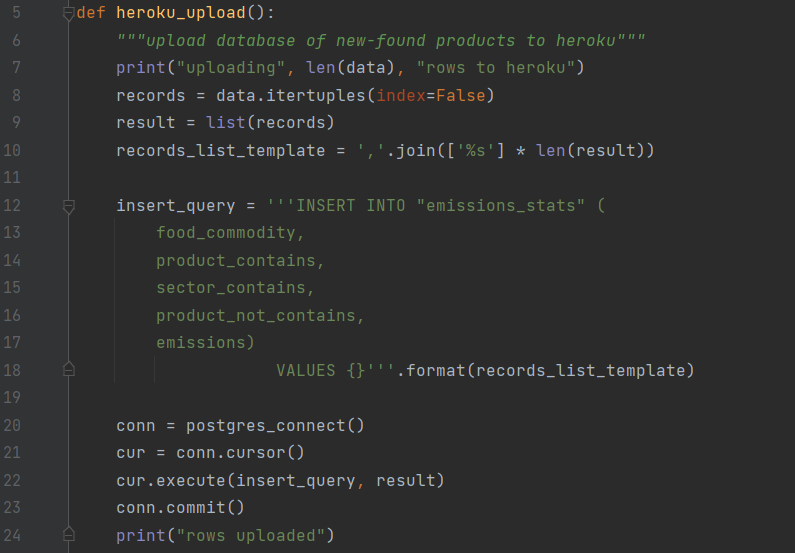 5 def heroku_upload():
6     """upload database of new-found products to heroku"""
7     print("uploading", len(data), "rows to heroku")
8     records = data.itertuples(index=False)
9     result = list(records)
10     records_list_template = ','.join(['%s'] * len(result))
11
12     insert_query = '''INSERT INTO "emissions_stats" (
13         food_commodity,
14         product_contains,
15         sector_contains,
16         product_not_contains,
17         emissions)
18                     VALUES {}'''.format(records_list_template)
19
20     conn = postgres_connect()
21     cur = conn.cursor()
22     cur.execute(insert_query, result)
23     conn.commit()
24     print("rows uploaded")